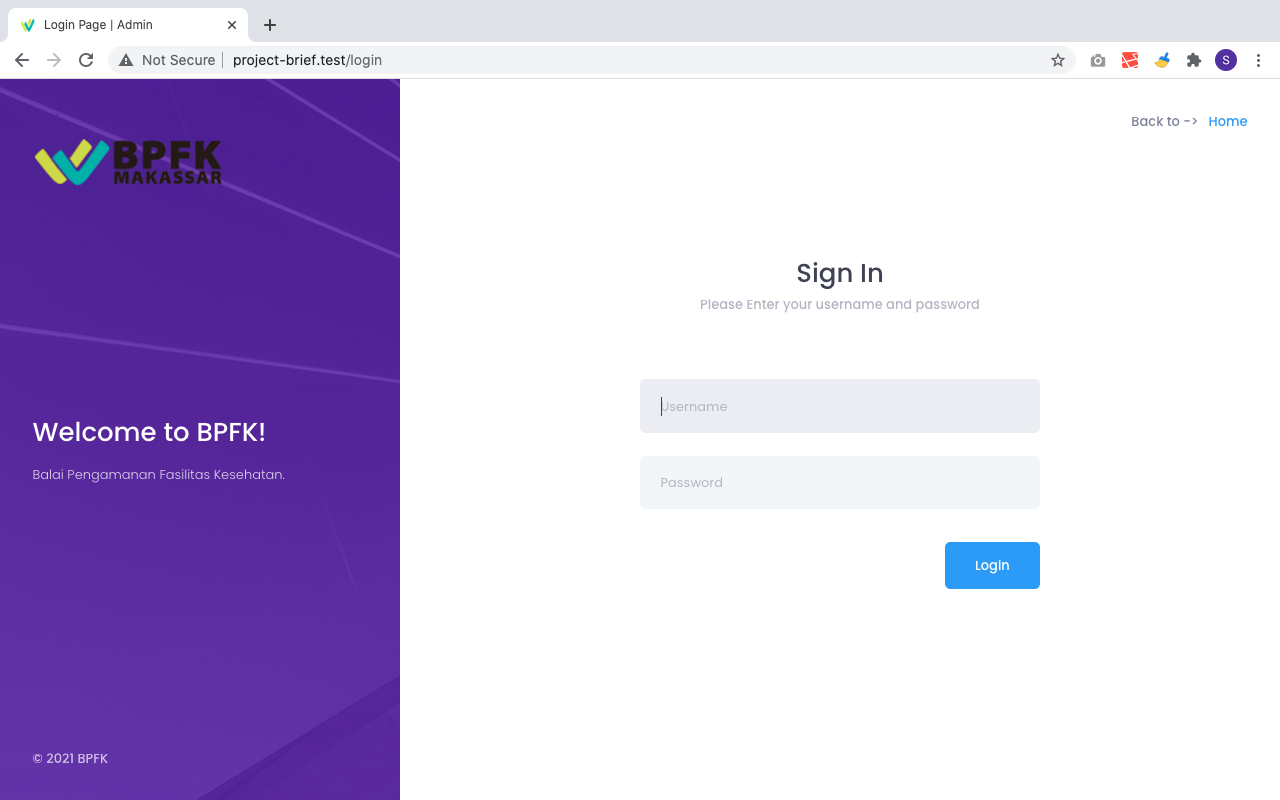 Login Page | Admin
Not Secure
project-brief.test/login
S
BPFK
MAKASSAR
Back to -> Home
Sign In
Please Enter your username and password
Username
Password
Login
Welcome to BPFK!
Balai Pengamanan Fasilitas Kesehatan.
© 2021 BPFK